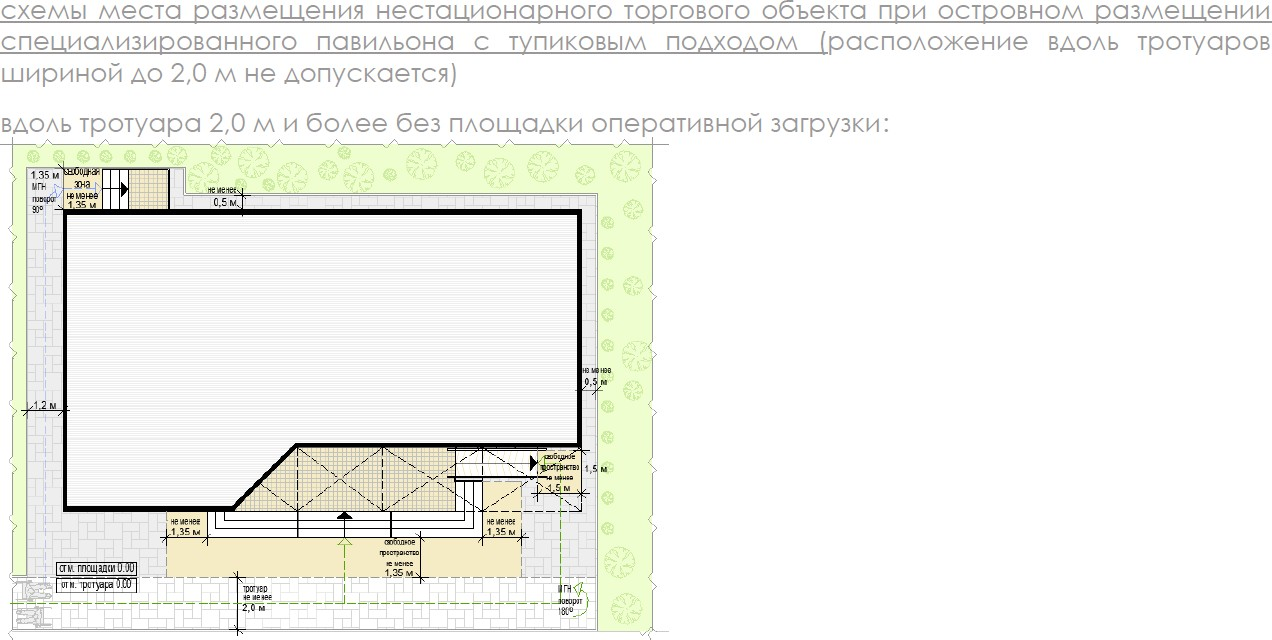 схемы места размещения нестационарного торгового объекта при островном размещении
специализированного павильона с тупиковым подходом (расположение вдоль тротуаров
шириной до 2,0 м не допускается)
вдоль тротуара 2,0 м и более без площадки оперативной загрузки:
1,35 м
МГН
поворот
90º
свободная
зона
не менее
1,35 м
не менее
0,5 м
не менее
0,5 м
1,2 м
свободное
пространство
не менее
1,5 м
1,5 м
не менее
1,35 м
не менее
1,35 м
свободное
пространство
не менее
1,35 м
отм. площадки 0.00
отм. тротуара 0.00
тротуар
не менее
2,0 м
МГН
поворот
180º